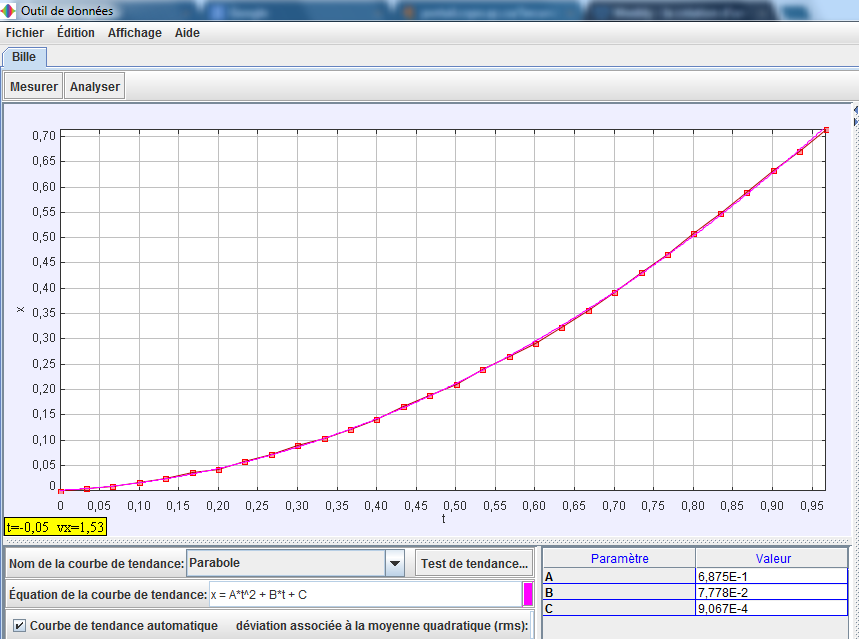 Outil de données
Fichier Édition Affichage Aide
Bille
Mesurer Analyser
0,70
0,65
0,60
0,55
0,50
0,45
0,40
0,35
x
0,30
0,25
0,20
0,15
0,10
0,05
0
0 0,05 0,10 0,15 0,20 0,25 0,30 0,35 0,40 0,45 0,50 0,55 0,60 0,65 0,70 0,75 0,80 0,85 0,90 0,95
t
t=-0,05 vx=1,53
Nom de la courbe de tendance: Parabole Test de tendance...
Équation de la courbe de tendance: x = A*t^2 + B*t + C
Courbe de tendance automatique déviation associée à la moyenne quadratique (rms):
Paramètre Valeur
A 6,875E-1
B 7,778E-2
C 9,067E-4